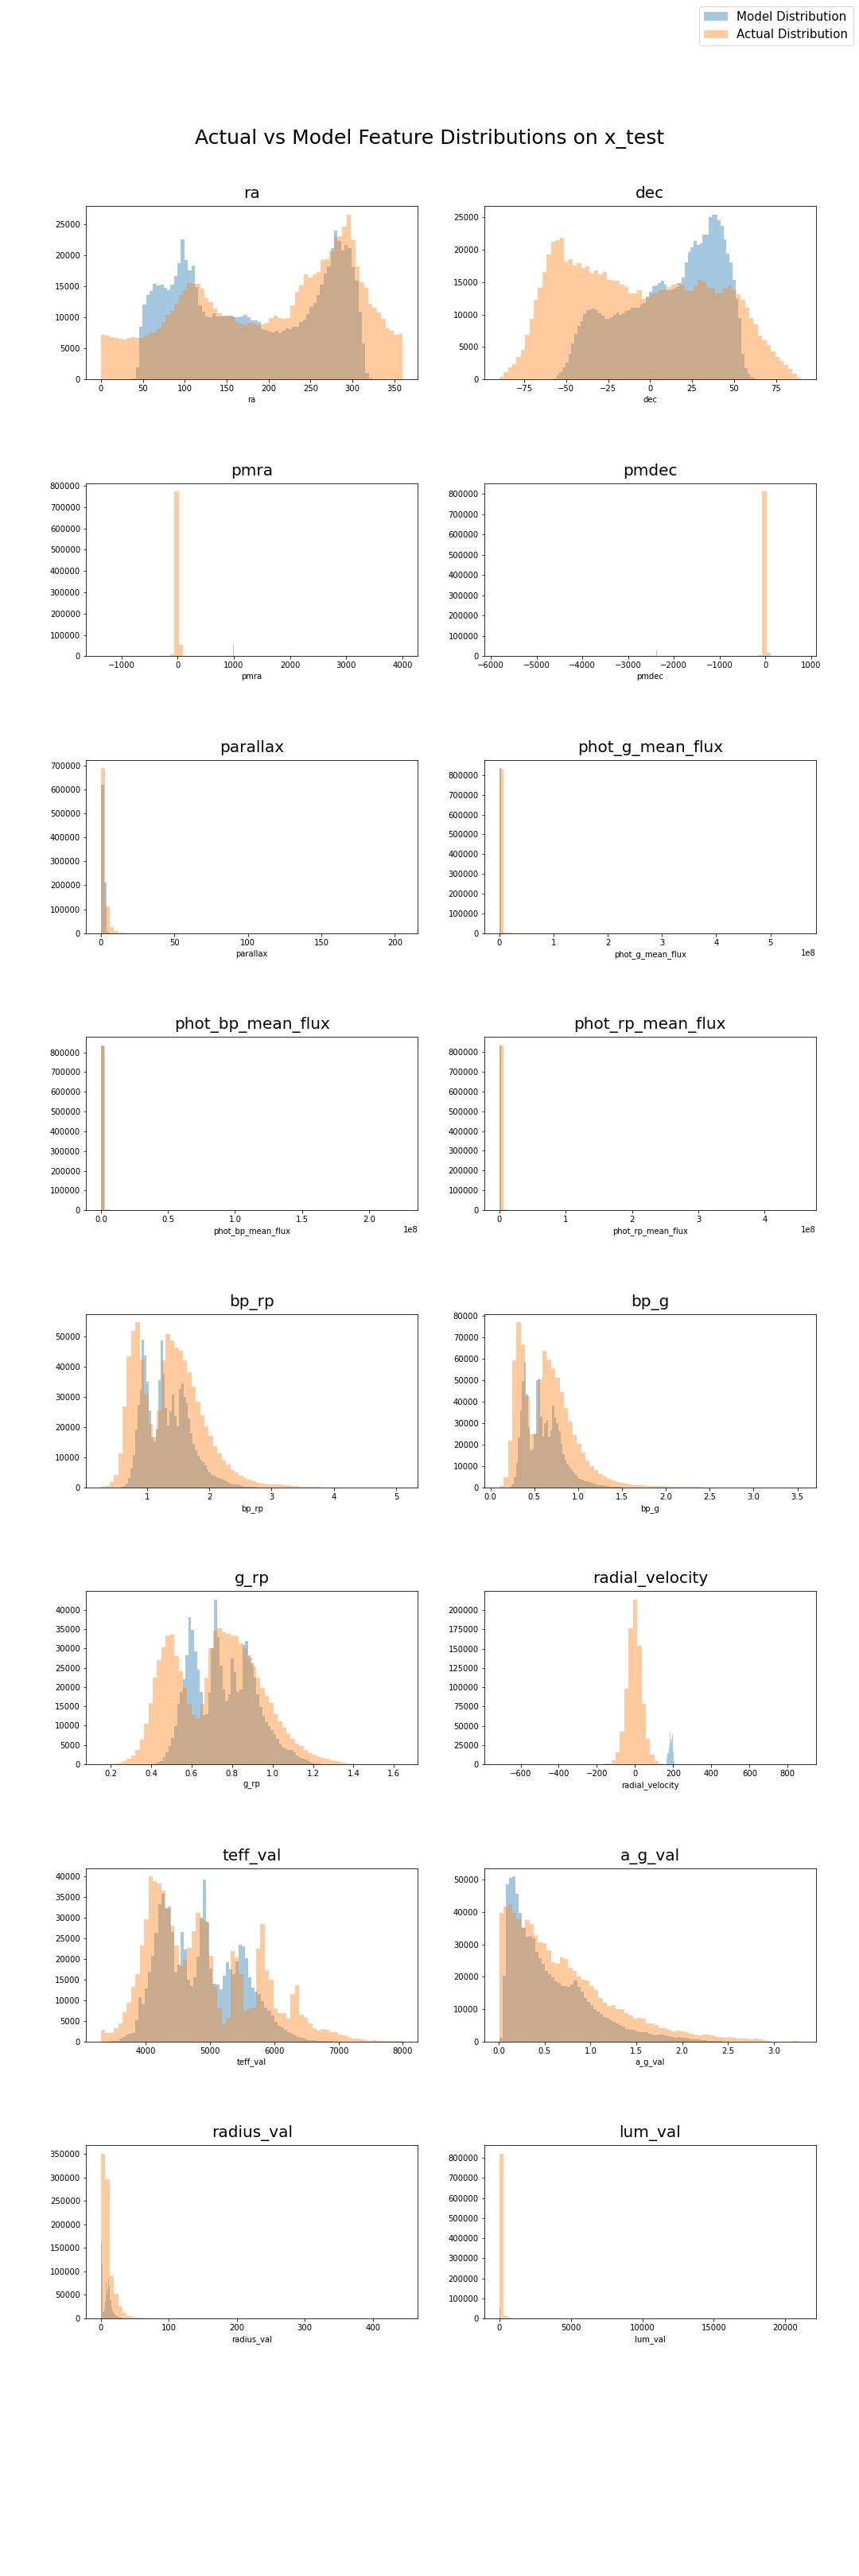 Model Distribution
Actual Distribution
Actual vs Model Feature Distributions on x_test
ra
dec
25000
20000
15000
10000
5000
0
0 50 100 150 200 250 300 350
ra
25000
20000
15000
10000
5000
0
−75 −50 −25 0 25 50 75
dec
pmra
pmdec
800000
700000
600000
500000
400000
300000
200000
100000
0
−1000 0 1000 2000 3000 4000
pmra
800000
700000
600000
500000
400000
300000
200000
100000
0
−6000 −5000 −4000 −3000 −2000 −1000 0 1000
pmdec
parallax
phot_g_mean_flux
700000
600000
500000
400000
300000
200000
100000
0
0 50 100 150 200
parallax
800000
700000
600000
500000
400000
300000
200000
100000
0
0 1 2 3 4 5
1e8
phot_g_mean_flux
phot_bp_mean_flux
phot_rp_mean_flux
800000
700000
600000
500000
400000
300000
200000
100000
0
0.0 0.5 1.0 1.5 2.0
1e8
phot_bp_mean_flux
800000
700000
600000
500000
400000
300000
200000
100000
0
0 1 2 3 4
1e8
phot_rp_mean_flux
bp_rp
bp_g
50000
40000
30000
20000
10000
0
1 2 3 4 5
bp_rp
80000
70000
60000
50000
40000
30000
20000
10000
0
0.0 0.5 1.0 1.5 2.0 2.5 3.0 3.5
bp_g
g_rp
radial_velocity
40000
35000
30000
25000
20000
15000
10000
5000
0
0.2 0.4 0.6 0.8 1.0 1.2 1.4 1.6
g_rp
200000
175000
150000
125000
100000
75000
50000
25000
0
−600 −400 −200 0 200 400 600 800
radial_velocity
teff_val
a_g_val
40000
35000
30000
25000
20000
15000
10000
5000
0
4000 5000 6000 7000 8000
teff_val
50000
40000
30000
20000
10000
0
0.0 0.5 1.0 1.5 2.0 2.5 3.0
a_g_val
radius_val
lum_val
350000
300000
250000
200000
150000
100000
50000
0
0 100 200 300 400
radius_val
800000
700000
600000
500000
400000
300000
200000
100000
0
0 5000 10000 15000 20000
lum_val